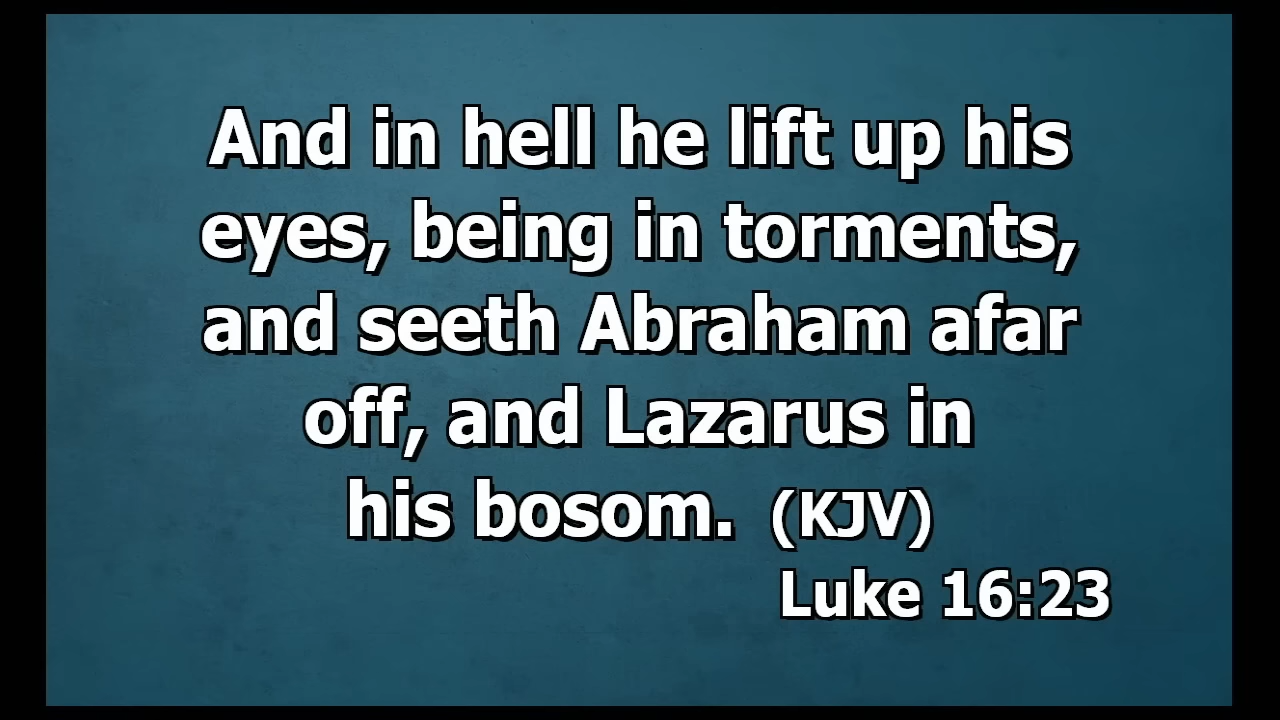 And in hell he lift up his
eyes, being in torments,
and seeth Abraham afar
off, and Lazarus in
his bosom. (KJV)
Luke 16:23